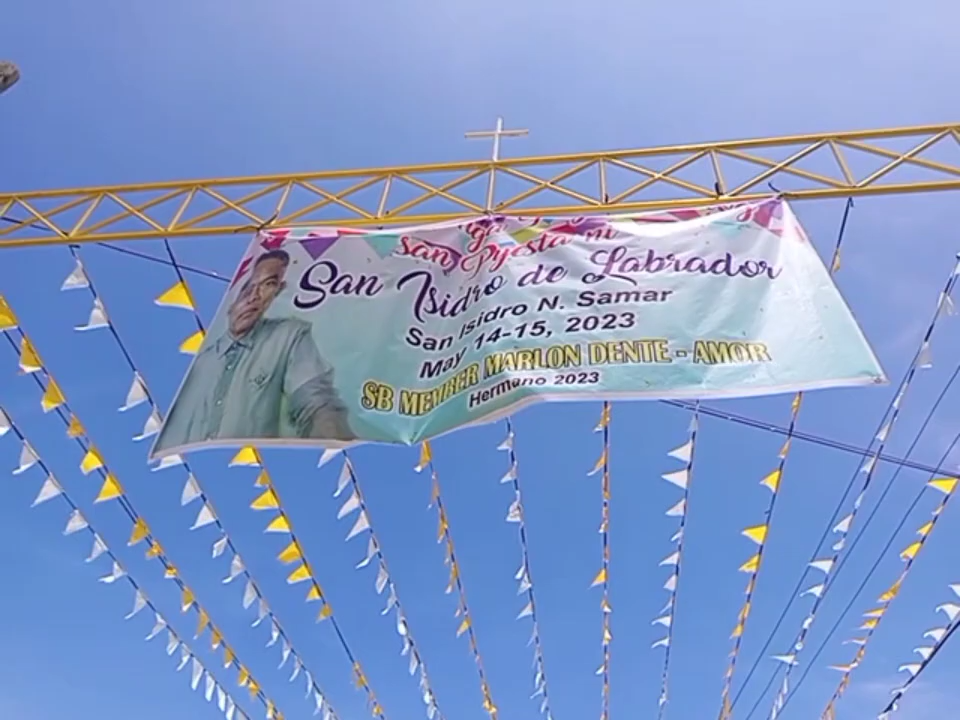 san Pyesta ni
San Isidro de Labrador
San Isidro N. Samar
May 14-15, 2023
SB MEMBER MARLON DENTE - AMOR
Hermano 2023